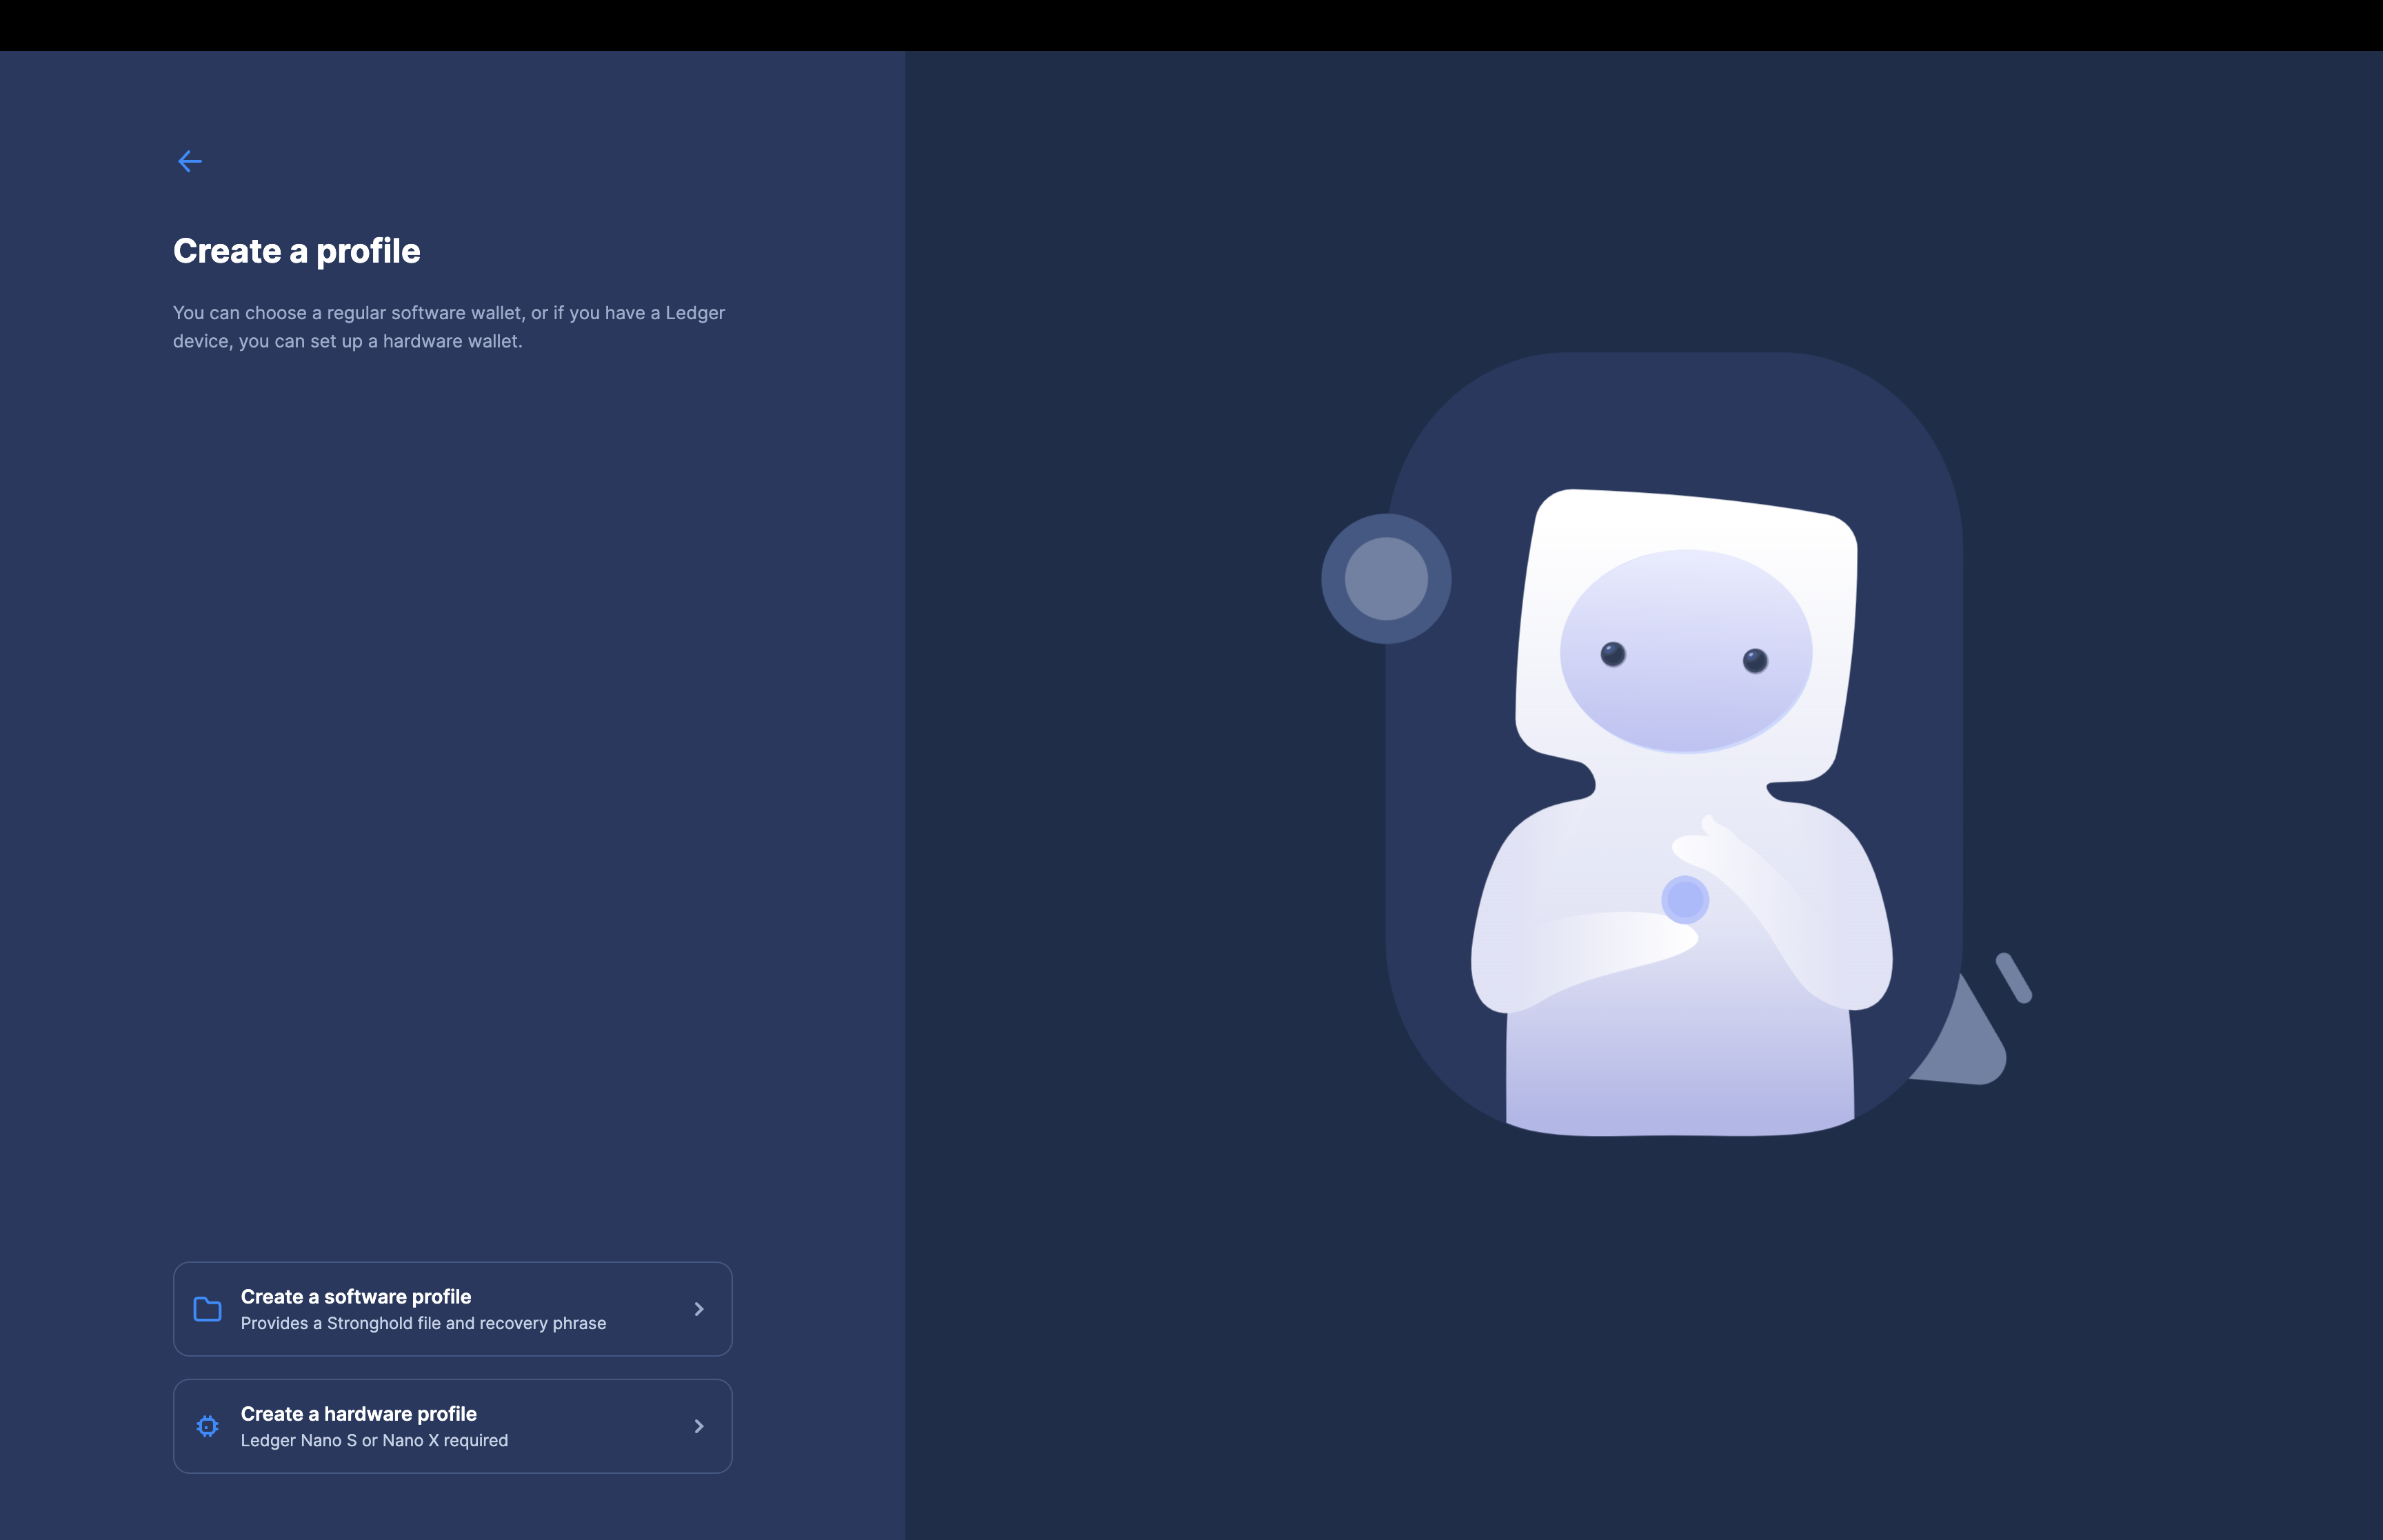 Create a profile
You can choose a regular software wallet, or if you have a Ledger
device, you can set up a hardware wallet.
Create a software profile
Provides a Stronghold file and recovery phrase
Create a hardware profile
Ledger Nano S or Nano X required